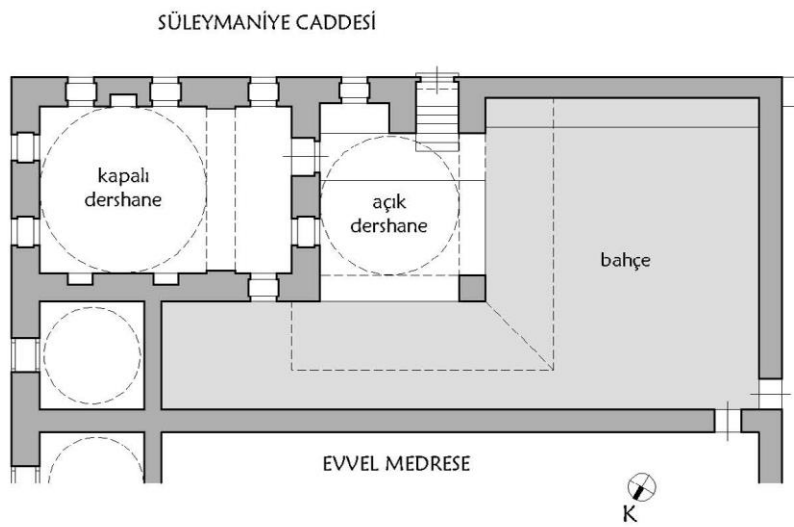 SÜLEYMANİYE CADDESİ
kapalı
dershane
açık
dershane
bahçe
EVVEL MEDRESE
K